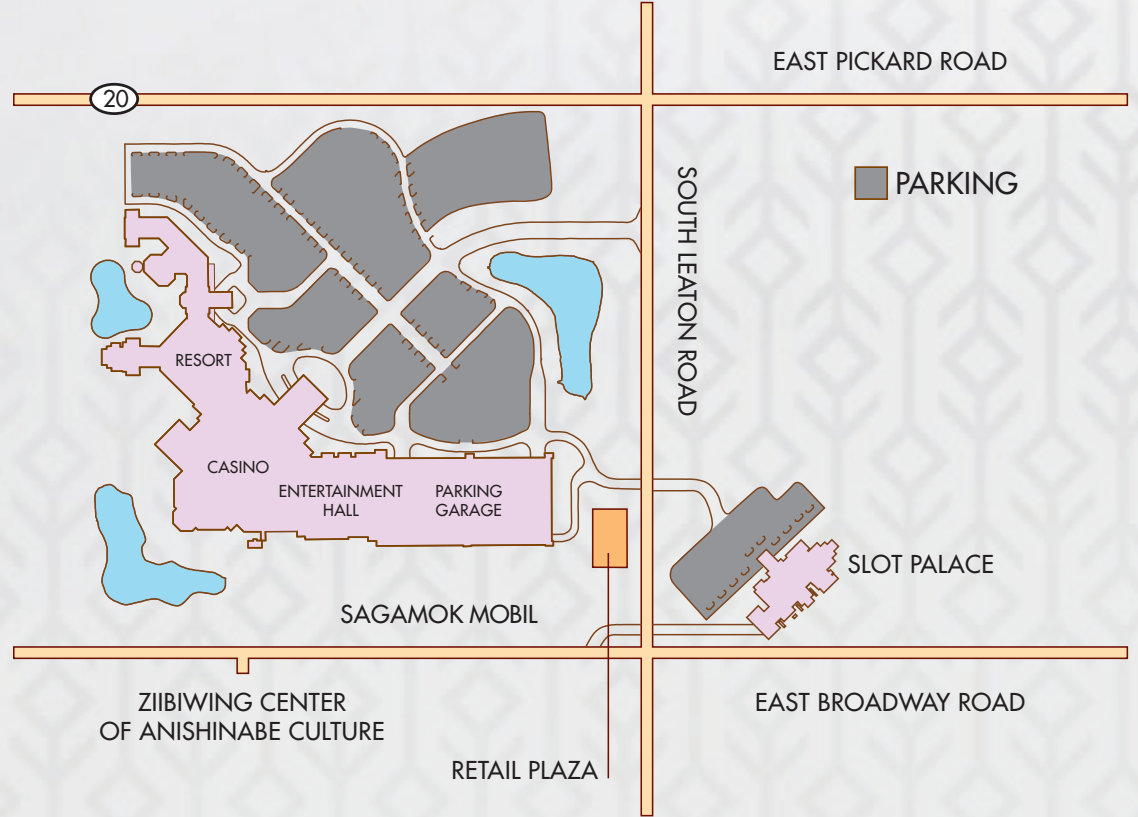 EAST PICKARD ROAD
20
PARKING
SOUTH LEATON ROAD
RESORT
CASINO
ENTERTAINMENT
HALL
PARKING
GARAGE
SLOT PALACE
SAGAMOK MOBIL
ZIIBIWING CENTER
OF ANISHINABE CULTURE
EAST BROADWAY ROAD
RETAIL PLAZA